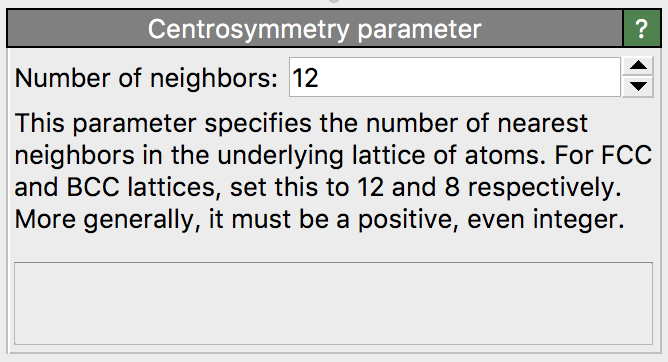 Centrosymmetry parameter ?
Number of neighbors: 12
This parameter specifies the number of nearest
neighbors in the underlying lattice of atoms. For FCC
and BCC lattices, set this to 12 and 8 respectively.
More generally, it must be a positive, even integer.